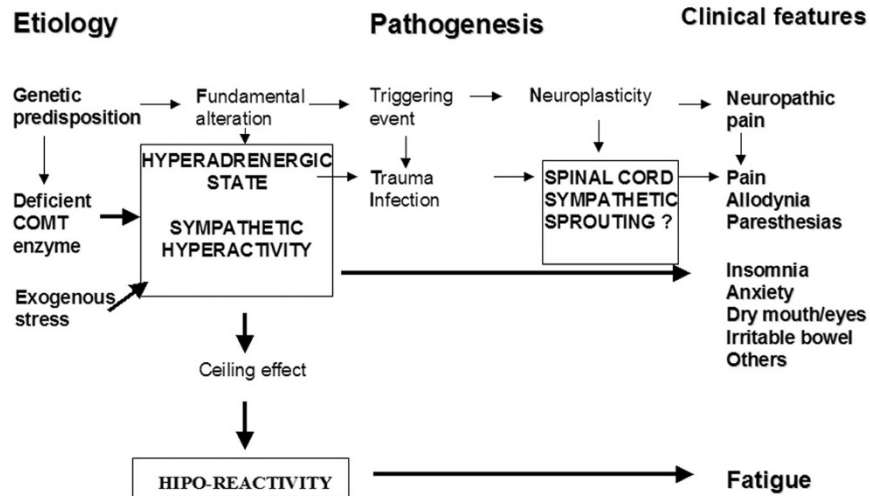 Etiology
Pathogenesis
Clinical features
Genetic
predisposition
Fundamental
alteration
Triggering
event
Neuroplasticity
Neuropathic
pain
HYPERADRENERGIC
STATE
SYMPATHETIC
HYPERACTIVITY
Deficient
COMT
enzyme
Exogenous
stress
Trauma
Infection
SPINAL CORD
SYMPATHETIC
SPROUTING ?
Pain
Allodynia
Paresthesias
Insomnia
Anxiety
Dry mouth/eyes
Irritable bowel
Others
Ceiling effect
HIPO-REACTIVITY
Fatigue